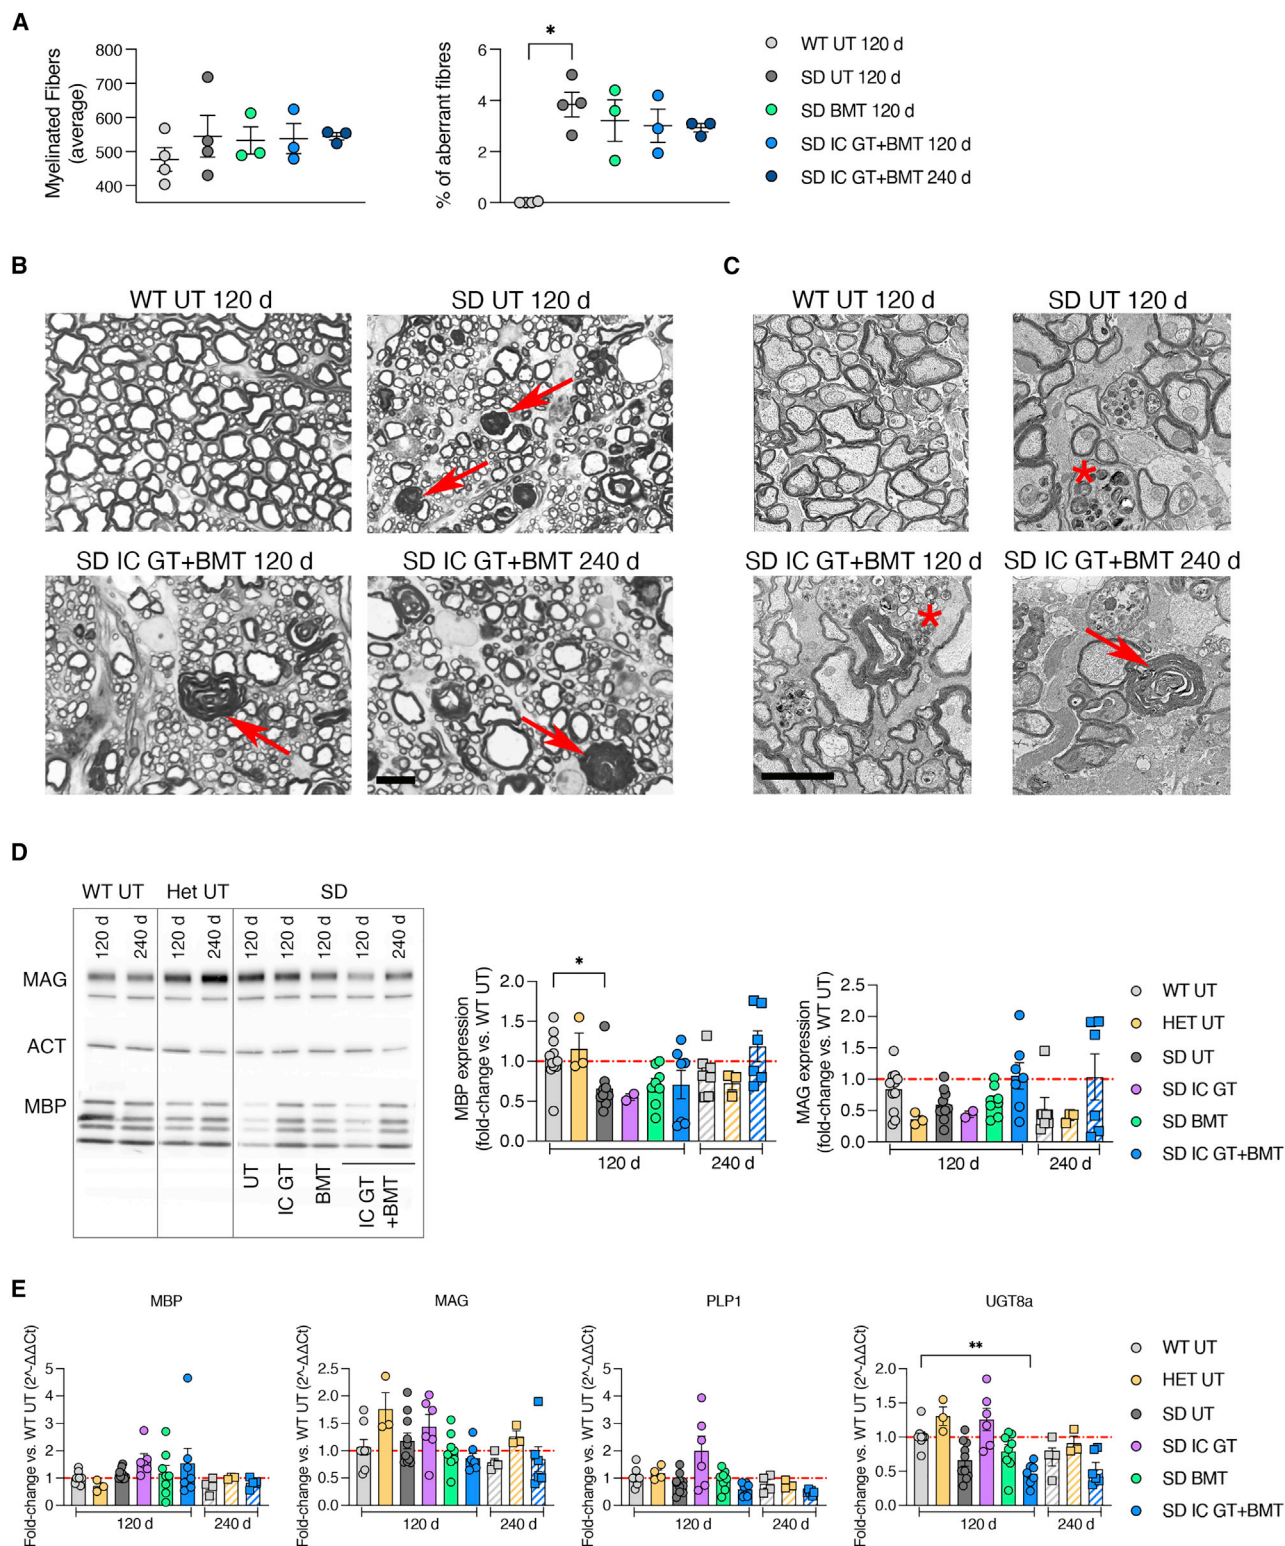 A
Myelinated Fibers
(average)
800
700
600
500
400
% of aberrant fibres
6
4
2
0
*
WT UT 120 d
SD UT 120 d
SD BMT 120 d
SD IC GT+BMT 120 d
SD IC GT+BMT 240 d
B
WT UT 120 d
SD UT 120 d
SD IC GT+BMT 120 d
SD IC GT+BMT 240 d
C
WT UT 120 d
SD UT 120 d
*
SD IC GT+BMT 120 d
SD IC GT+BMT 240 d
*
D
WT UT
Het UT
SD
120 d
240 d
120 d
240 d
120 d
120 d
120 d
120 d
240 d
MAG
ACT
MBP
UT
IC GT
BMT
IC GT
+BMT
MBP expression
(fold-change vs. WT UT)
2.0
1.5
1.0
0.5
0.0
*
120 d
240 d
MAG expression
(fold-change vs. WT UT)
2.5
2.0
1.5
1.0
0.5
0.0
120 d
240 d
WT UT
HET UT
SD UT
SD IC GT
SD BMT
SD IC GT+BMT
E
MBP
Fold-change vs. WT UT (2^-ΔΔCt)
5
4
3
2
1
0
120 d
240 d
MAG
Fold-change vs. WT UT (2^-ΔΔCt)
2.5
2.0
1.5
1.0
0.5
0.0
120 d
240 d
PLP1
Fold-change vs. WT UT (2^-ΔΔCt)
5
4
3
2
1
0
120 d
240 d
UGT8a
Fold-change vs. WT UT (2^-ΔΔCt)
2.0
1.5
1.0
0.5
0.0
**
120 d
240 d
WT UT
HET UT
SD UT
SD IC GT
SD BMT
SD IC GT+BMT